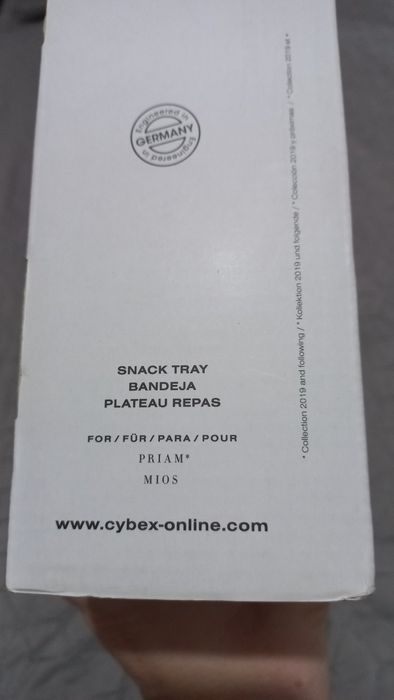 Engineered in
GERMANY
Engineered in
SNACK TRAY
BANDEJA
PLATEAU REPAS
FOR / FÜR / PARA / POUR
PRIAM*
MIOS
www.cybex-online.com
* Collection 2019 and following / * Kollektion 2019 und folgende / * Colección 2019 y próximas / * Collection 2019 et +